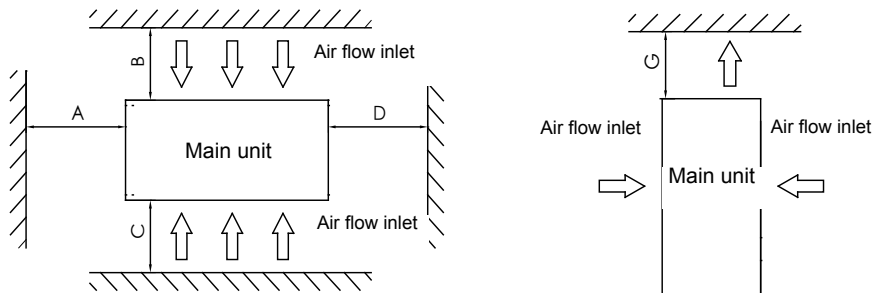 Air flow inlet
B
A
D
Main unit
C
Air flow inlet
G
Air flow inlet
Air flow inlet
Main unit